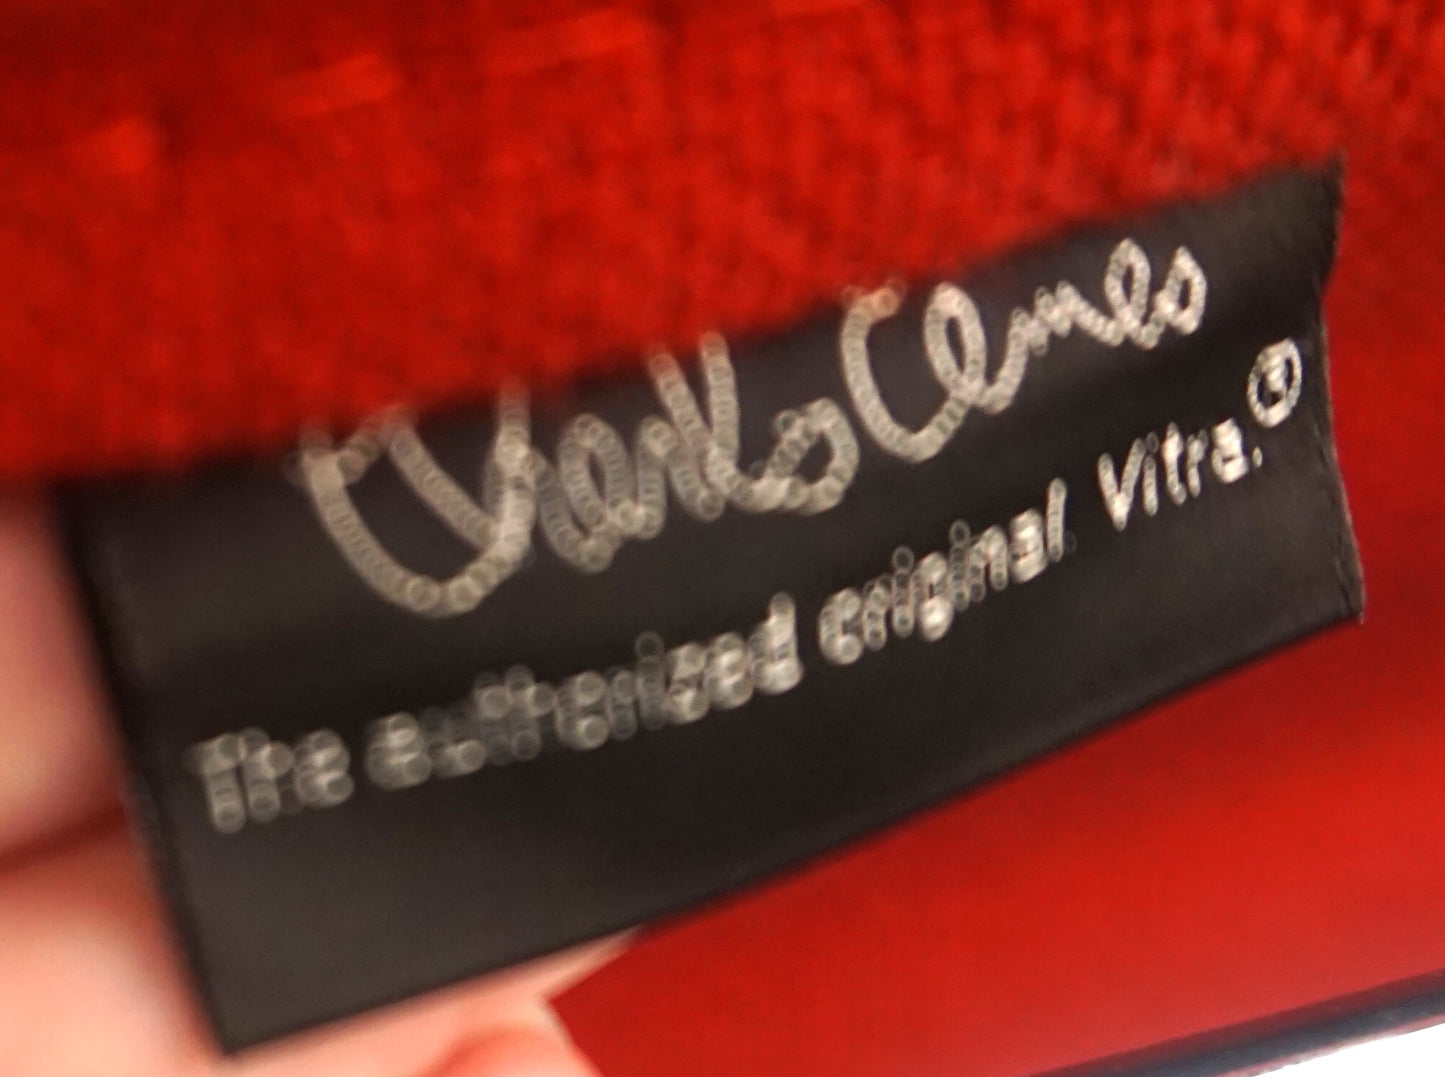 Charles Eames
The authorized original Vitra.®